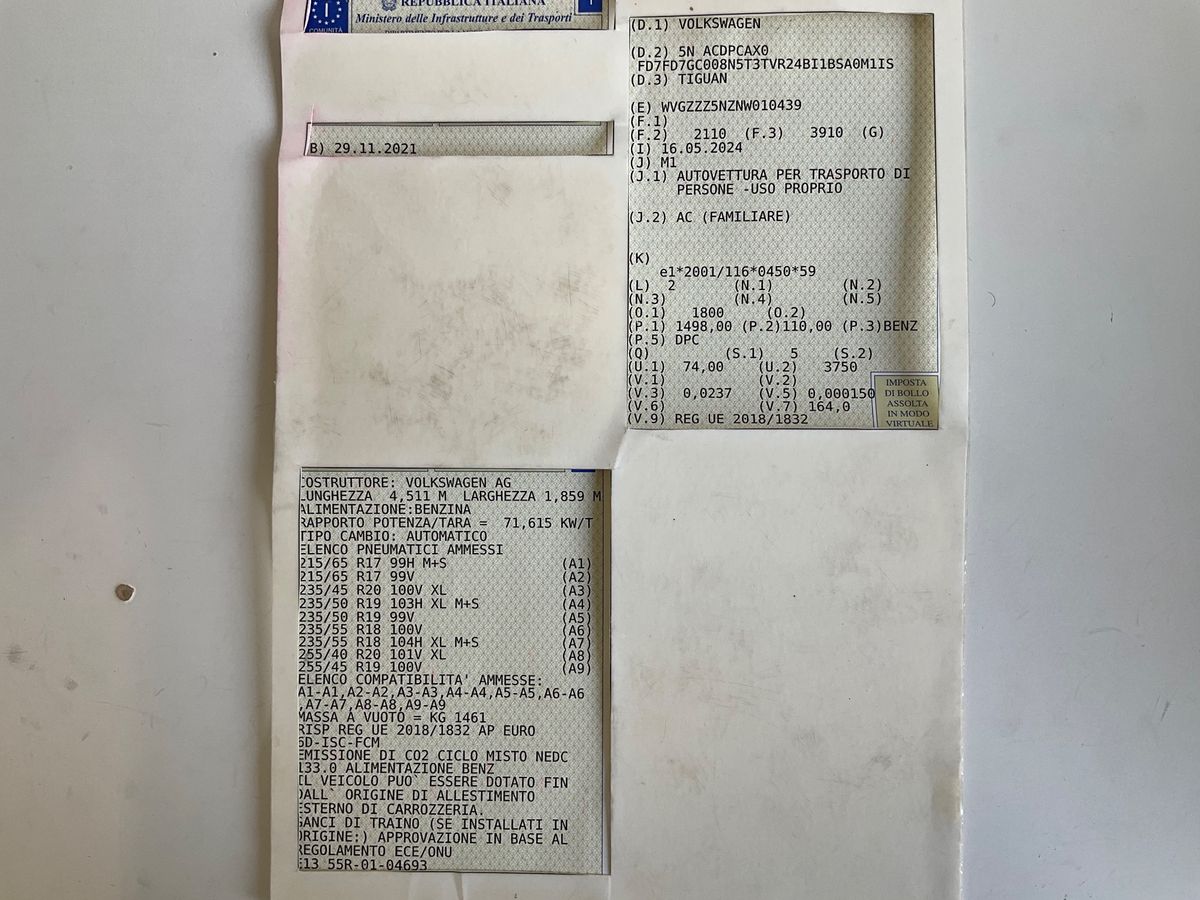 I
COMUNITÀ
REPUBBLICA ITALIANA
Ministero delle Infrastrutture e dei Trasporti
I
B) 29.11.2021
COSTRUTTORE: VOLKSWAGEN AG
LUNGHEZZA 4,511 M LARGHEZZA 1,859 M
ALIMENTAZIONE:BENZINA
RAPPORTO POTENZA/TARA = 71,615 KW/T
TIPO CAMBIO: AUTOMATICO
ELENCO PNEUMATICI AMMESSI
215/65 R17 99H M+S (A1)
215/65 R17 99V (A2)
235/45 R20 100V XL (A3)
235/50 R19 103H XL M+S (A4)
235/50 R19 99V (A5)
235/55 R18 100V (A6)
235/55 R18 104H XL M+S (A7)
255/40 R20 101V XL (A8)
255/45 R19 100V (A9)
ELENCO COMPATIBILITA' AMMESSE:
A1-A1,A2-A2,A3-A3,A4-A4,A5-A5,A6-A6
,A7-A7,A8-A8,A9-A9
MASSA A VUOTO = KG 1461
RISP REG UE 2018/1832 AP EURO
6D-ISC-FCM
EMISSIONE DI CO2 CICLO MISTO NEDC
133.0 ALIMENTAZIONE BENZ
IL VEICOLO PUO` ESSERE DOTATO FIN
DALL` ORIGINE DI ALLESTIMENTO
ESTERNO DI CARROZZERIA.
GANCI DI TRAINO (SE INSTALLATI IN
ORIGINE:) APPROVAZIONE IN BASE AL
REGOLAMENTO ECE/ONU
E13 55R-01-04693
(D.1) VOLKSWAGEN
(D.2) 5N ACDPCAX0
FD7FD7GC008N5T3TVR24BI1BSA0M1IS
(D.3) TIGUAN
(E) WVGZZZ5NZNW010439
(F.1)
(F.2) 2110 (F.3) 3910 (G)
(I) 16.05.2024
(J) M1
(J.1) AUTOVETTURA PER TRASPORTO DI
PERSONE -USO PROPRIO
(J.2) AC (FAMILIARE)
(K)
e1*2001/116*0450*59
(L) 2 (N.1) (N.2)
(N.3) (N.4) (N.5)
(O.1) 1800 (O.2)
(P.1) 1498,00 (P.2)110,00 (P.3)BENZ
(P.5) DPC
(Q) (S.1) 5 (S.2)
(U.1) 74,00 (U.2) 3750
(V.1) (V.2)
(V.3) 0,0237 (V.5) 0,000150
(V.6) (V.7) 164,0
(V.9) REG UE 2018/1832
IMPOSTA
DI BOLLO
ASSOLTA
IN MODO
VIRTUALE